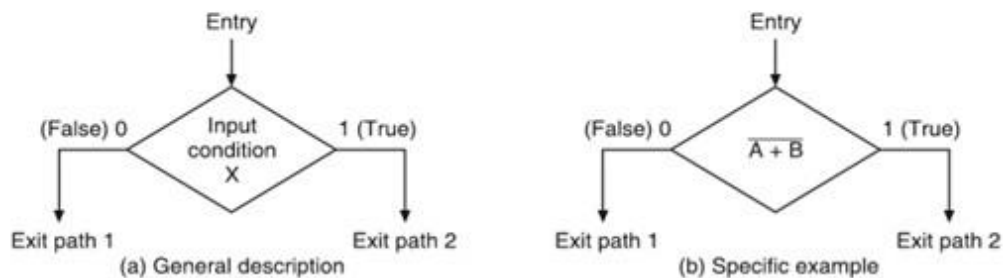 Entry
(False) 0
1 (True)
Input
condition
X
Exit path 1
Exit path 2
(a) General description
Entry
(False) 0
1 (True)
A̅ ̅+̅ ̅B̅
Exit path 1
Exit path 2
(b) Specific example